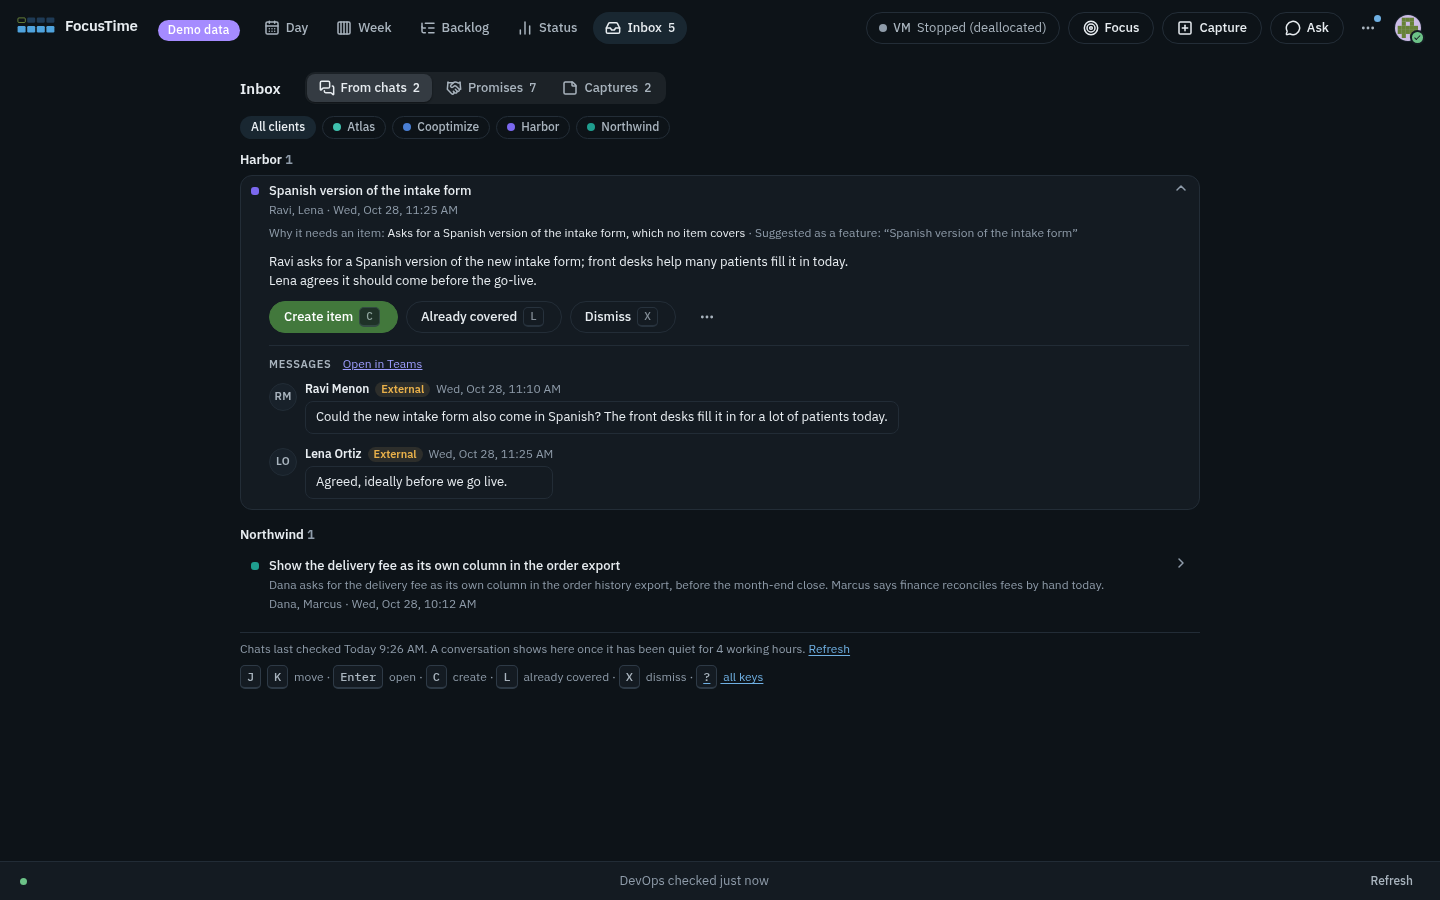 FocusTime
Demo data
Day
Week
Backlog
Status
Inbox 5
VM Stopped (deallocated)
Focus
Capture
Ask
Inbox
From chats 2
Promises 7
Captures 2
All clients
Atlas
Cooptimize
Harbor
Northwind
Harbor 1
Spanish version of the intake form
Ravi, Lena · Wed, Oct 28, 11:25 AM
Why it needs an item: Asks for a Spanish version of the intake form, which no item covers · Suggested as a feature: “Spanish version of the intake form”
Ravi asks for a Spanish version of the new intake form; front desks help many patients fill it in today.
Lena agrees it should come before the go-live.
Create item C
Already covered L
Dismiss X
MESSAGES Open in Teams
RM
Ravi Menon External Wed, Oct 28, 11:10 AM
Could the new intake form also come in Spanish? The front desks fill it in for a lot of patients today.
LO
Lena Ortiz External Wed, Oct 28, 11:25 AM
Agreed, ideally before we go live.
Northwind 1
Show the delivery fee as its own column in the order export
Dana asks for the delivery fee as its own column in the order history export, before the month-end close. Marcus says finance reconciles fees by hand today.
Dana, Marcus · Wed, Oct 28, 10:12 AM
Chats last checked Today 9:26 AM. A conversation shows here once it has been quiet for 4 working hours. Refresh
J K move · Enter open · C create · L already covered · X dismiss · ? all keys
DevOps checked just now
Refresh